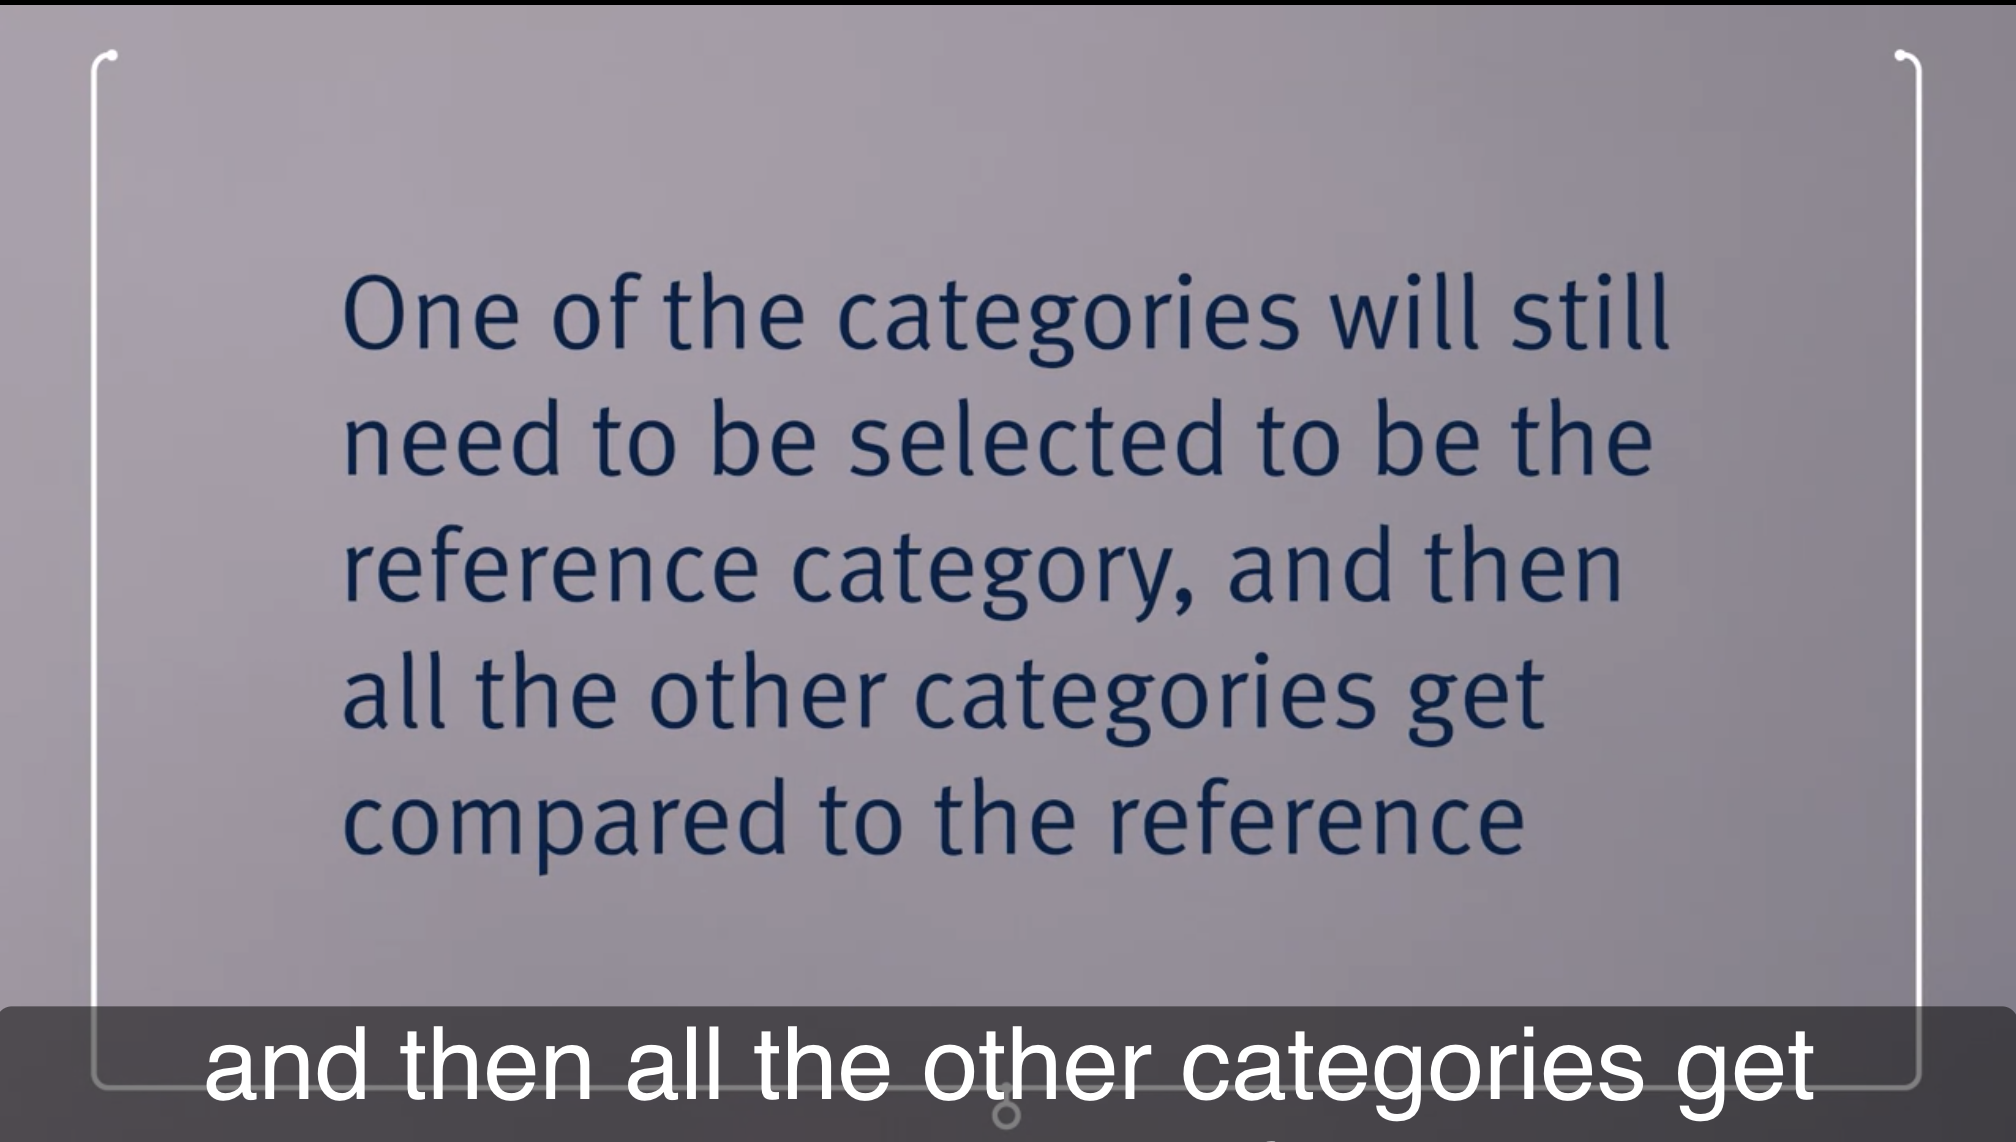 One of the categories will still
need to be selected to be the
reference category, and then
all the other categories get
compared to the reference
and then all the other categories get